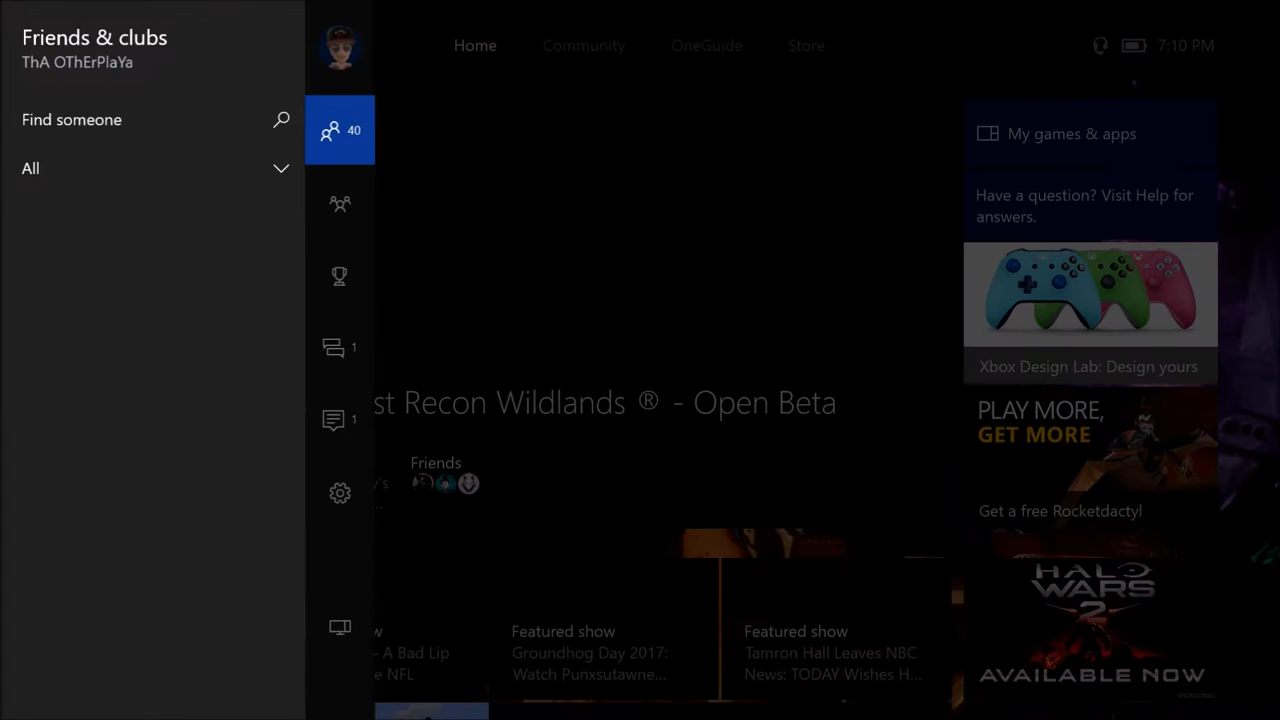 Friends & clubs
ThA OThErPlaYa
Find someone
All
40
1
1
Home
Community
OneGuide
Store
7:10 PM
st Recon Wildlands ® - Open Beta
's
Friends
...
w
- A Bad Lip
e NFL
Featured show
Groundhog Day 2017:
Watch Punxsutawne...
Featured show
Tamron Hall Leaves NBC
News: TODAY Wishes H...
My games & apps
Have a question? Visit Help for
answers.
Xbox Design Lab: Design yours
PLAY MORE,
GET MORE
Get a free Rocketdactyl
HALO
WARS
2
AVAILABLE NOW
SPONSORED